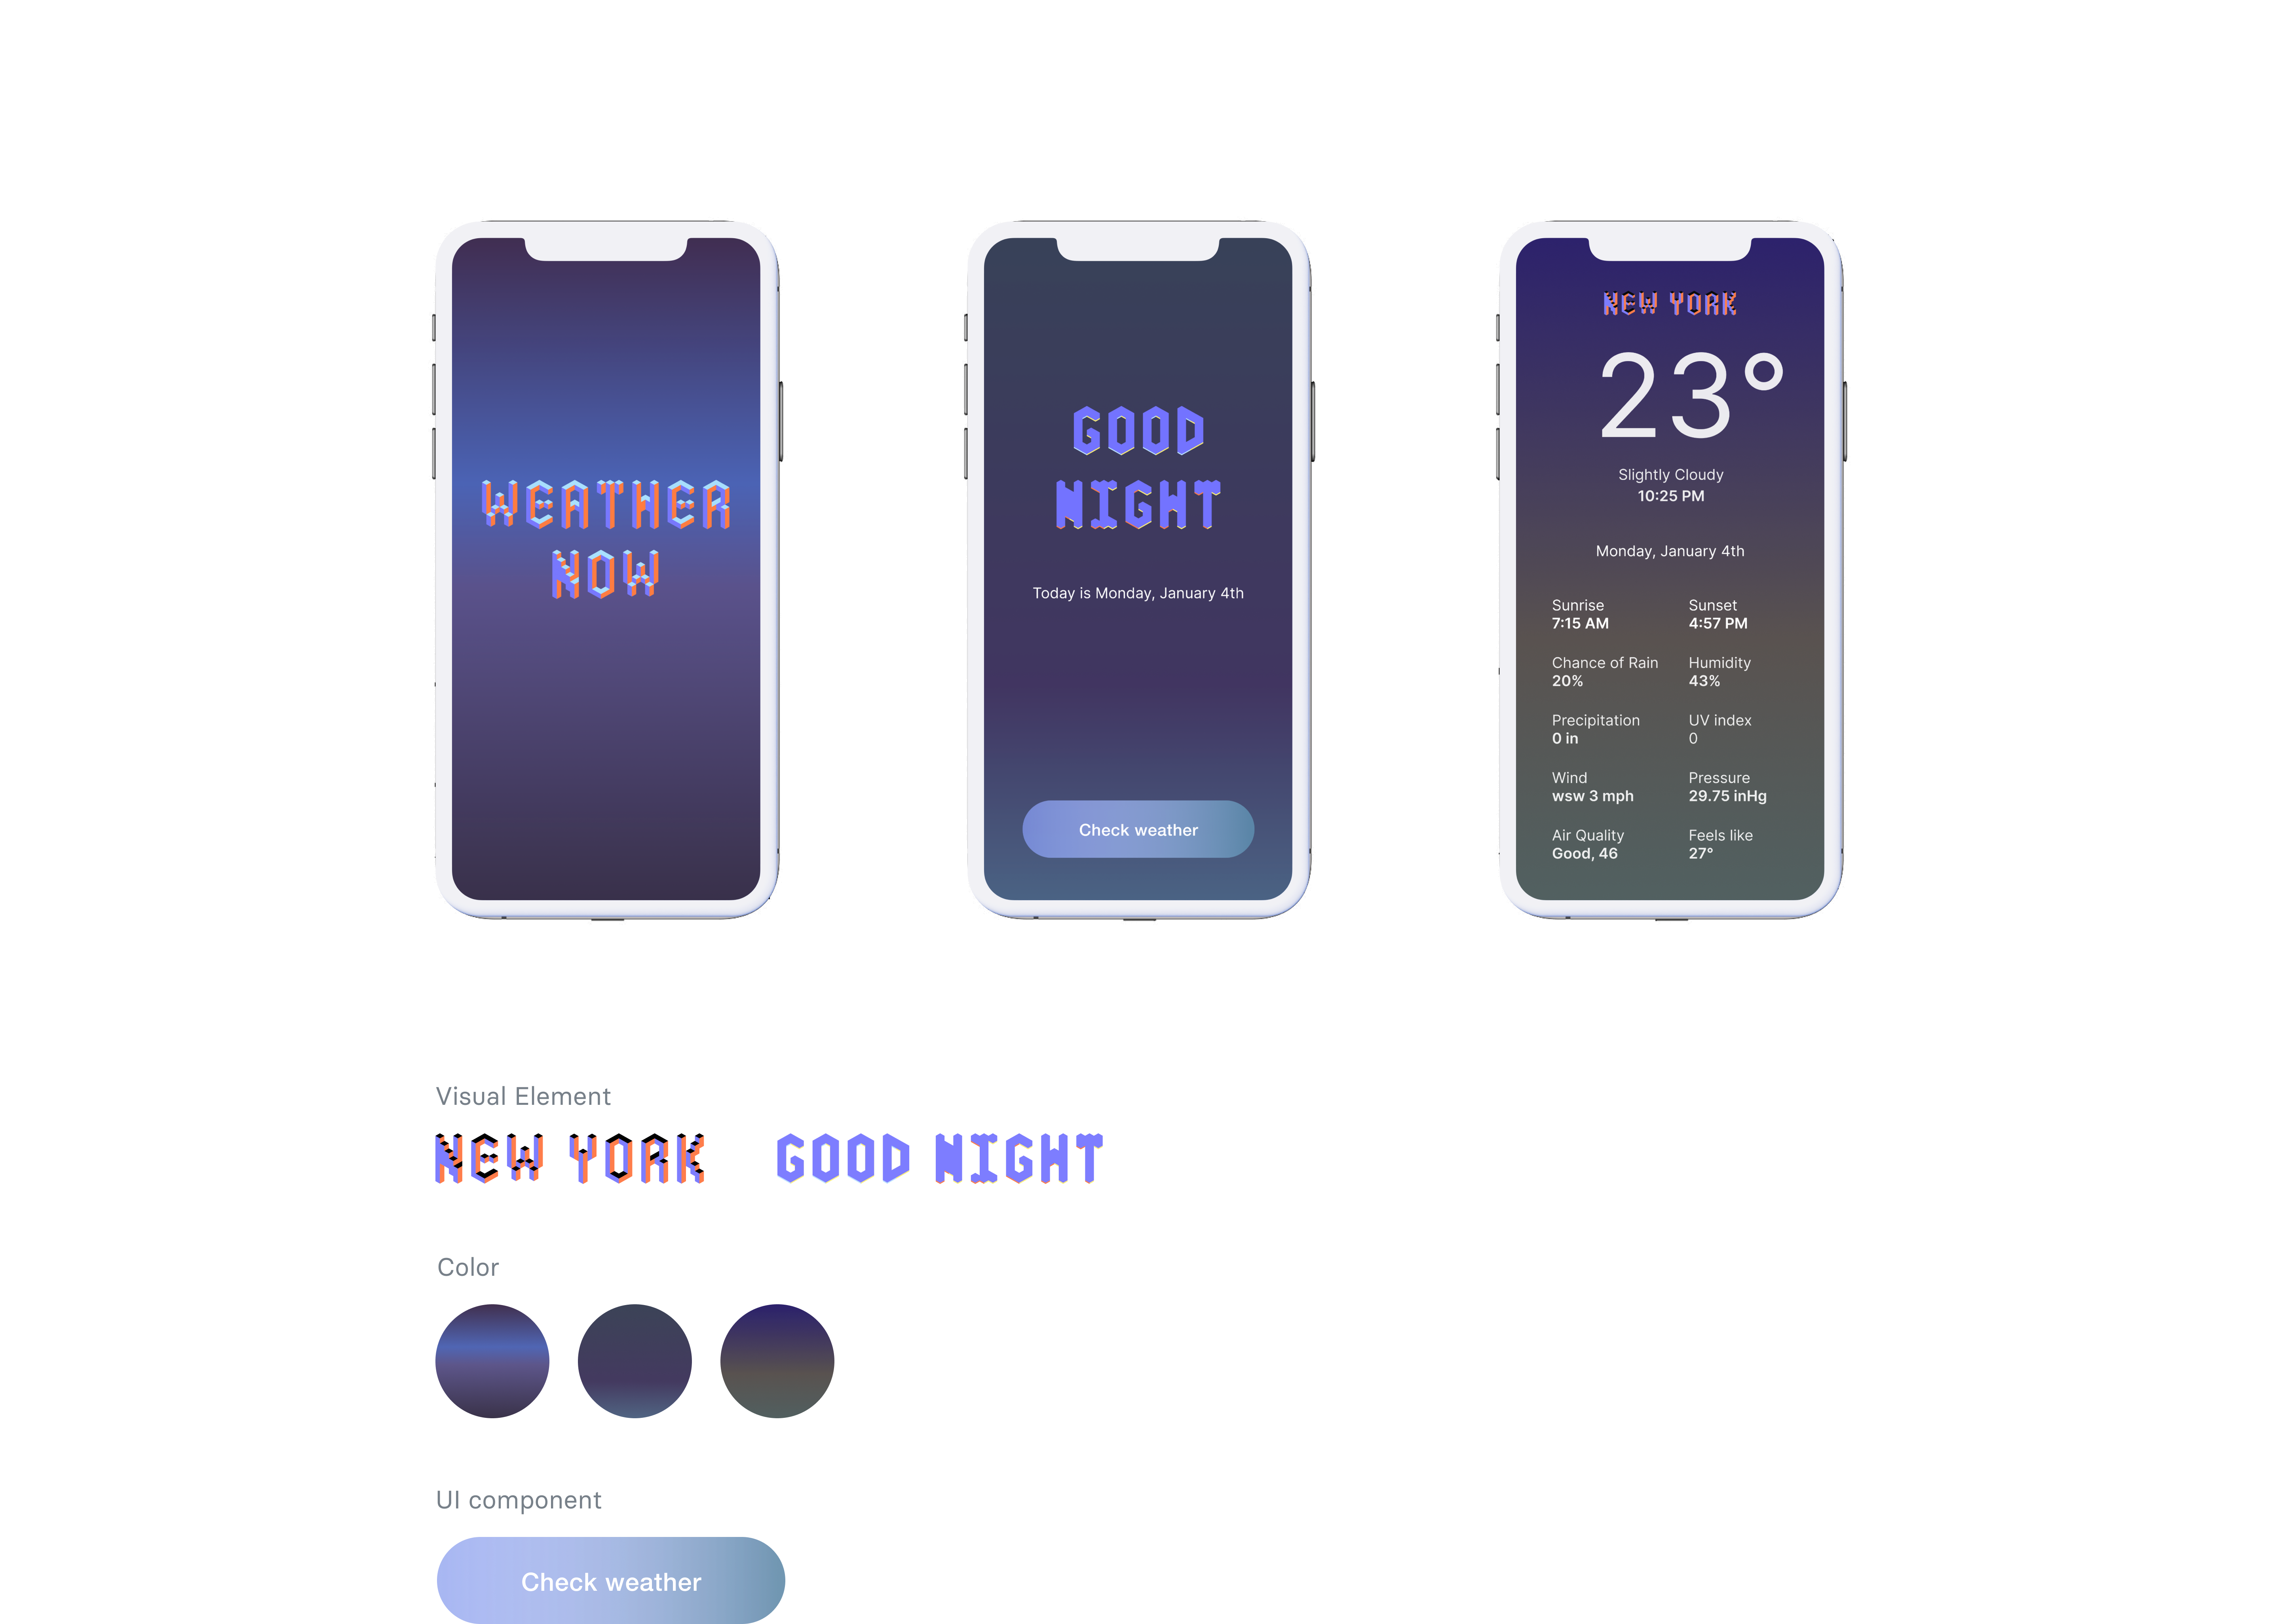 WEATHER
NOW
GOOD
NIGHT
Today is Monday, January 4th
Check weather
NEW YORK
23°
Slightly Cloudy
10:25 PM
Monday, January 4th
Sunrise
7:15 AM
Sunset
4:57 PM
Chance of Rain
20%
Humidity
43%
Precipitation
0 in
UV index
0
Wind
wsw 3 mph
Pressure
29.75 inHg
Air Quality
Good, 46
Feels like
27°
Visual Element
NEW YORK
GOOD NIGHT
Color
UI component
Check weather